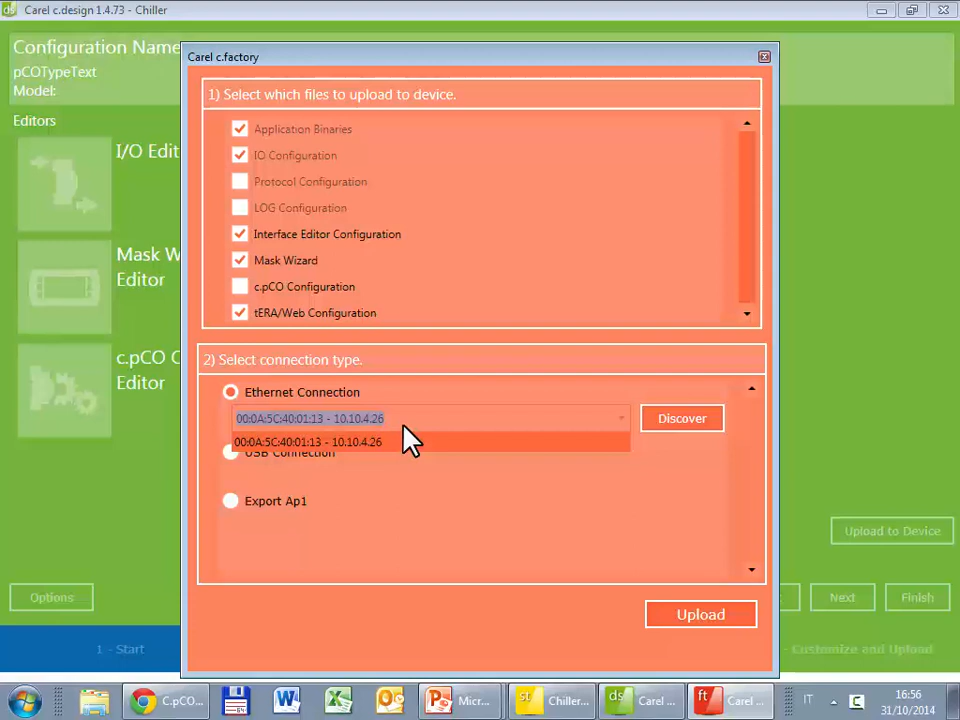 ds Carel c.design 1.4.73 - Chiller
Configuration Name
pCOTypeText
Model:
Editors
I/O Edit
Mask W
Editor
c.pCO C
Editor
Carel c.factory
1) Select which files to upload to device.
Application Binaries
IO Configuration
Protocol Configuration
LOG Configuration
Interface Editor Configuration
Mask Wizard
c.pCO Configuration
tERA/Web Configuration
2) Select connection type.
Ethernet Connection
00:0A:5C:40:01:13 - 10.10.4.26
Discover
00:0A:5C:40:01:13 - 10.10.4.26
USB Connection
Export Ap1
Upload
Upload to Device
Options
Next
Finish
1 - Start
- Customize and Upload
C.pCO...
Micr...
st Chiller...
ds Carel ...
ft Carel ...
IT
16:56
31/10/2014